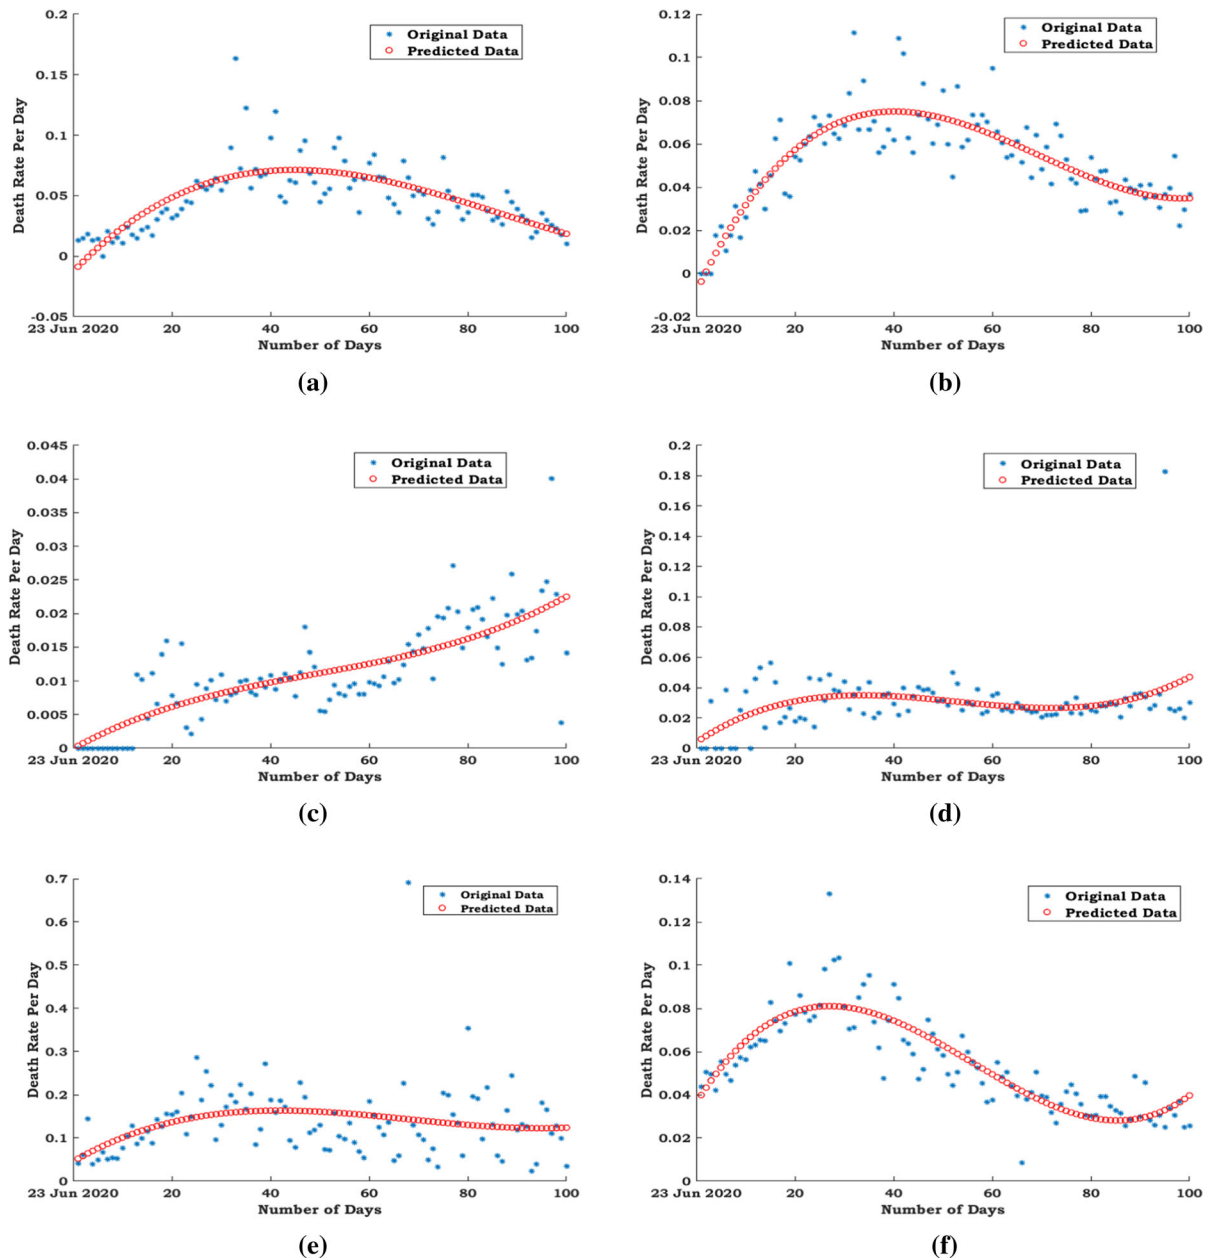 0.2
0.15
0.1
0.05
0
-0.05
Death Rate Per Day
Original Data
Predicted Data
23 Jun 2020 20 40 60 80 100
Number of Days
(a)
0.12
0.1
0.08
0.06
0.04
0.02
0
-0.02
Death Rate Per Day
Original Data
Predicted Data
23 Jun 2020 20 40 60 80 100
Number of Days
(b)
0.045
0.04
0.035
0.03
0.025
0.02
0.015
0.01
0.005
0
Death Rate Per Day
Original Data
Predicted Data
23 Jun 2020 20 40 60 80 100
Number of Days
(c)
0.2
0.18
0.16
0.14
0.12
0.1
0.08
0.06
0.04
0.02
0
Death Rate Per Day
Original Data
Predicted Data
23 Jun 2020 20 40 60 80 100
Number of Days
(d)
0.7
0.6
0.5
0.4
0.3
0.2
0.1
0
Death Rate Per Day
Original Data
Predicted Data
23 Jun 2020 20 40 60 80 100
Number of Days
(e)
0.14
0.12
0.1
0.08
0.06
0.04
0.02
0
Death Rate Per Day
Original Data
Predicted Data
23 Jun 2020 20 40 60 80 100
Number of Days
(f)